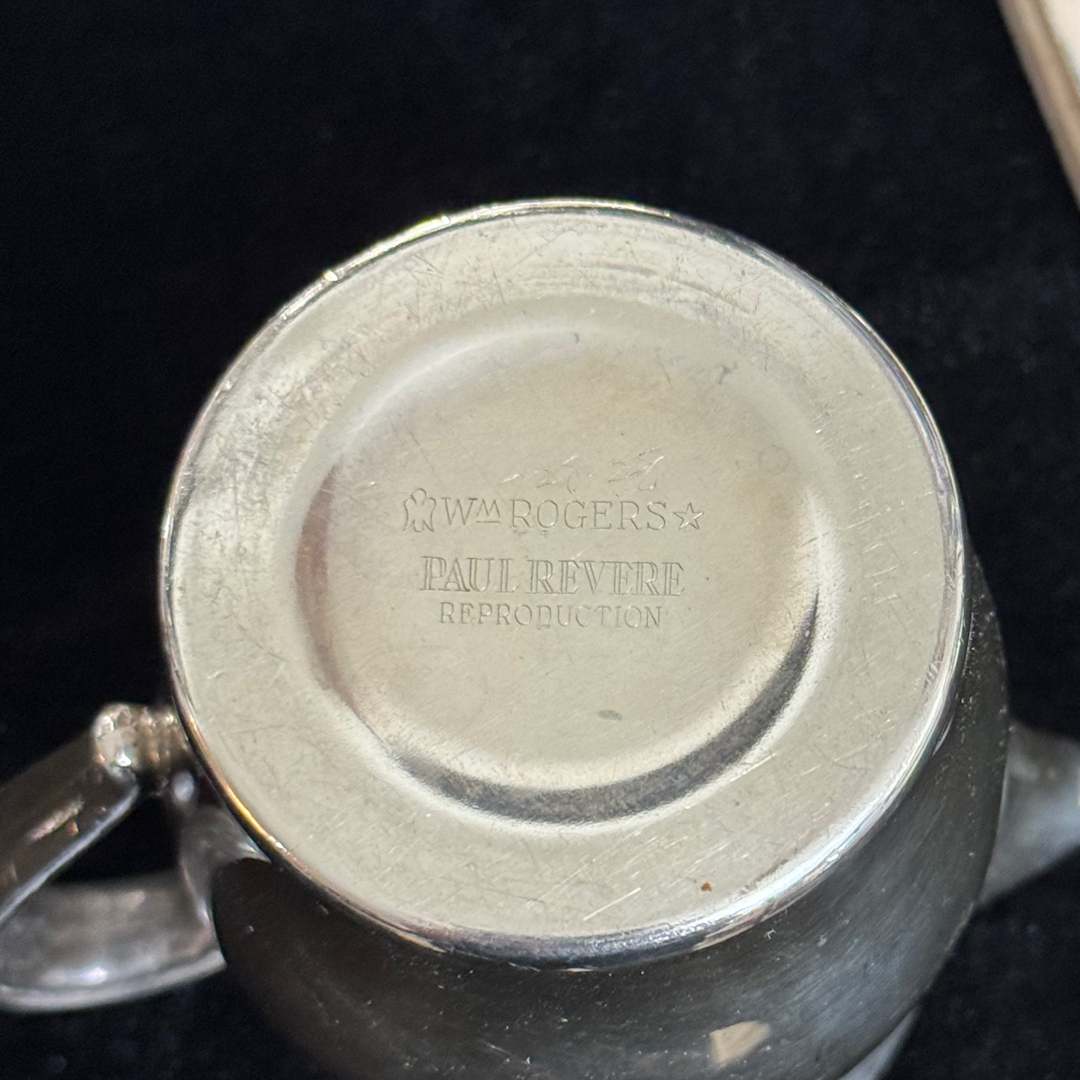 Wm ROGERS
PAUL REVERE
REPRODUCTION